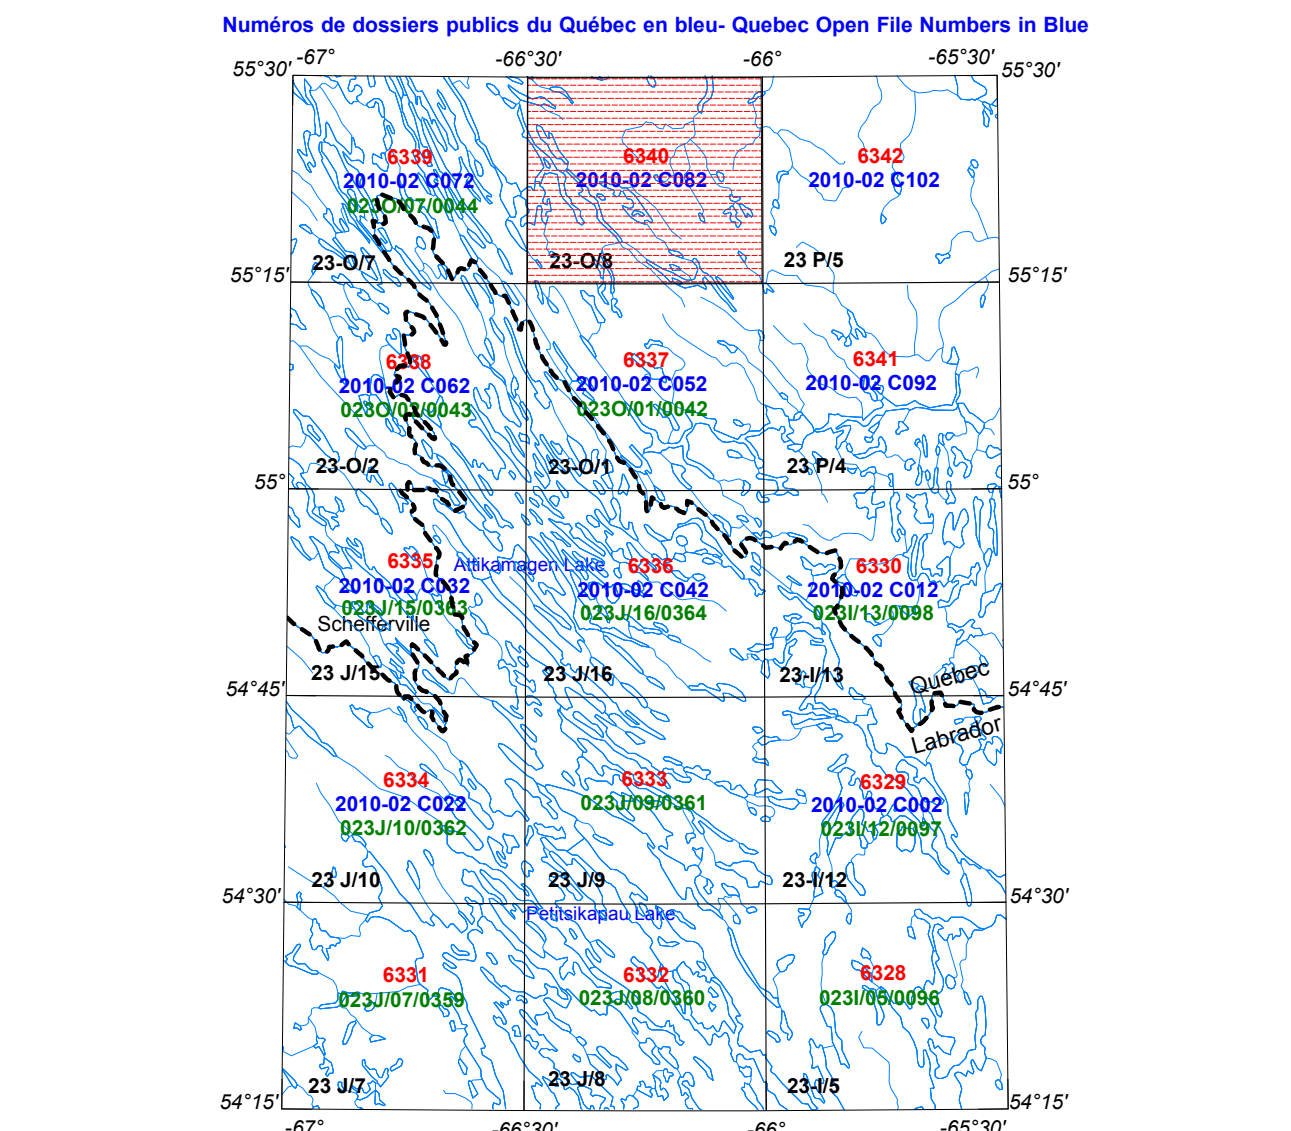 Numéros de dossiers publics du Québec en bleu- Quebec Open File Numbers in Blue
-67° -66°30' -66° -65°30'
55°30' 55°30'
6339 6340 6342
2010-02 C072 2010-02 C082 2010-02 C102
023O/07/0044
23-O/7 23-O/8 23 P/5
55°15' 55°15'
6338 6337 6341
2010-02 C062 2010-02 C052 2010-02 C092
023O/02/0043 023O/01/0042
23-O/2 23-O/1 23 P/4
55° 55°
6335 Attikamagen Lake 6336 6330
2010-02 C032 2010-02 C042 2010-02 C012
023J/15/0363 023J/16/0364 023I/13/0098
Schefferville
23 J/15 23 J/16 23-I/13 Québec
54°45' 54°45'
Labrador
6334 6333 6329
2010-02 C022 023J/09/0361 2010-02 C002
023J/10/0362 023I/12/0097
23 J/10 23 J/9 23-I/12
54°30' 54°30'
Petitsikapau Lake
6331 6332 6328
023J/07/0359 023J/08/0360 023I/05/0096
23 J/7 23 J/8 23-I/5
54°15' 54°15'
-67° -66°30' -66° -65°30'